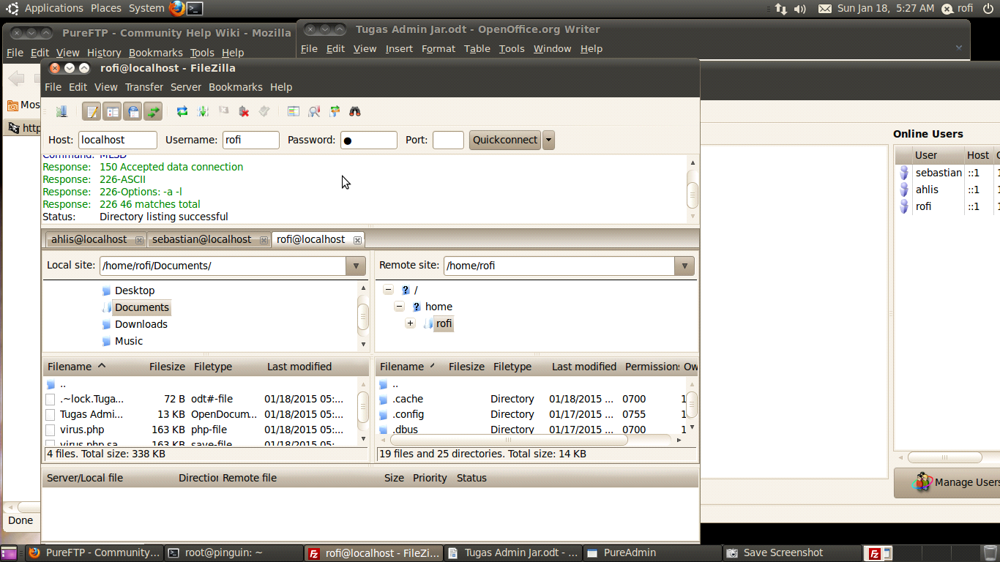 Applications Places System Sun Jan 18, 5:27 AM rofi
PureFTP - Community Help Wiki - Mozilla
Tugas Admin Jar.odt - OpenOffice.org Writer
File Edit View History Bookmarks Tools Help
File Edit View Insert Format Table Tools Window Help
rofi@localhost - FileZilla
File Edit View Transfer Server Bookmarks Help
Mos
http
Host: localhost Username: rofi Password: ● Port: Quickconnect
Command: MLSD
Response: 150 Accepted data connection
Response: 226-ASCII
Response: 226-Options: -a -l
Response: 226 46 matches total
Status: Directory listing successful
ahlis@localhost sebastian@localhost rofi@localhost
Local site: /home/rofi/Documents/
Remote site: /home/rofi
Desktop
Documents
Downloads
Music
/
home
rofi
Filename Filesize Filetype Last modified
..
.~lock.Tuga... 72 B odt#-file 01/18/2015 05:...
Tugas Admi... 13 KB OpenDocum... 01/18/2015 05:...
virus.php 163 KB php-file 01/18/2015 05:...
virus.php.sa... 163 KB save-file 01/18/2015 05:...
4 files. Total size: 338 KB
Filename Filesize Filetype Last modified Permissions Ow
..
.cache Directory 01/18/2015 ... 0700 1
.config Directory 01/17/2015 ... 0755 1
.dbus Directory 01/17/2015 ... 0700 1
19 files and 25 directories. Total size: 14 KB
Server/Local file Direction Remote file Size Priority Status
Online Users
User Host
sebastian ::1 1
ahlis ::1 1
rofi ::1 1
Manage Users
Done
PureFTP - Community... root@pinguin: ~ rofi@localhost - FileZi... Tugas Admin Jar.odt - ... PureAdmin Save Screenshot